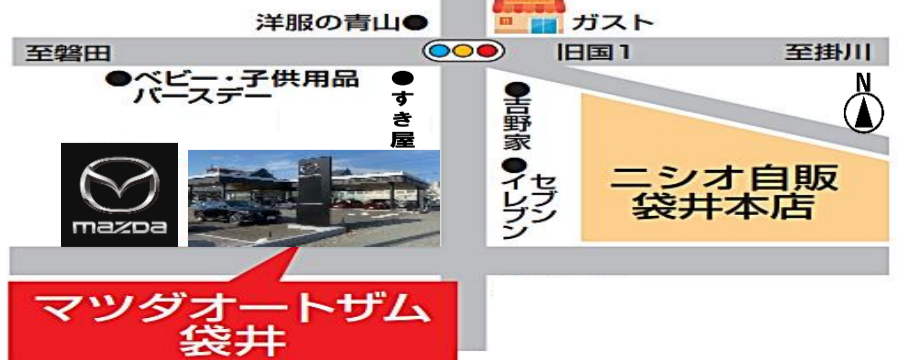 洋服の青山
ガスト
至磐田
旧国1
至掛川
ベビー・子供用品
バースデー
すき屋
N
吉野家
セブン
イレブン
ニシオ自販
袋井本店
mazda
マツダオートザム
袋井